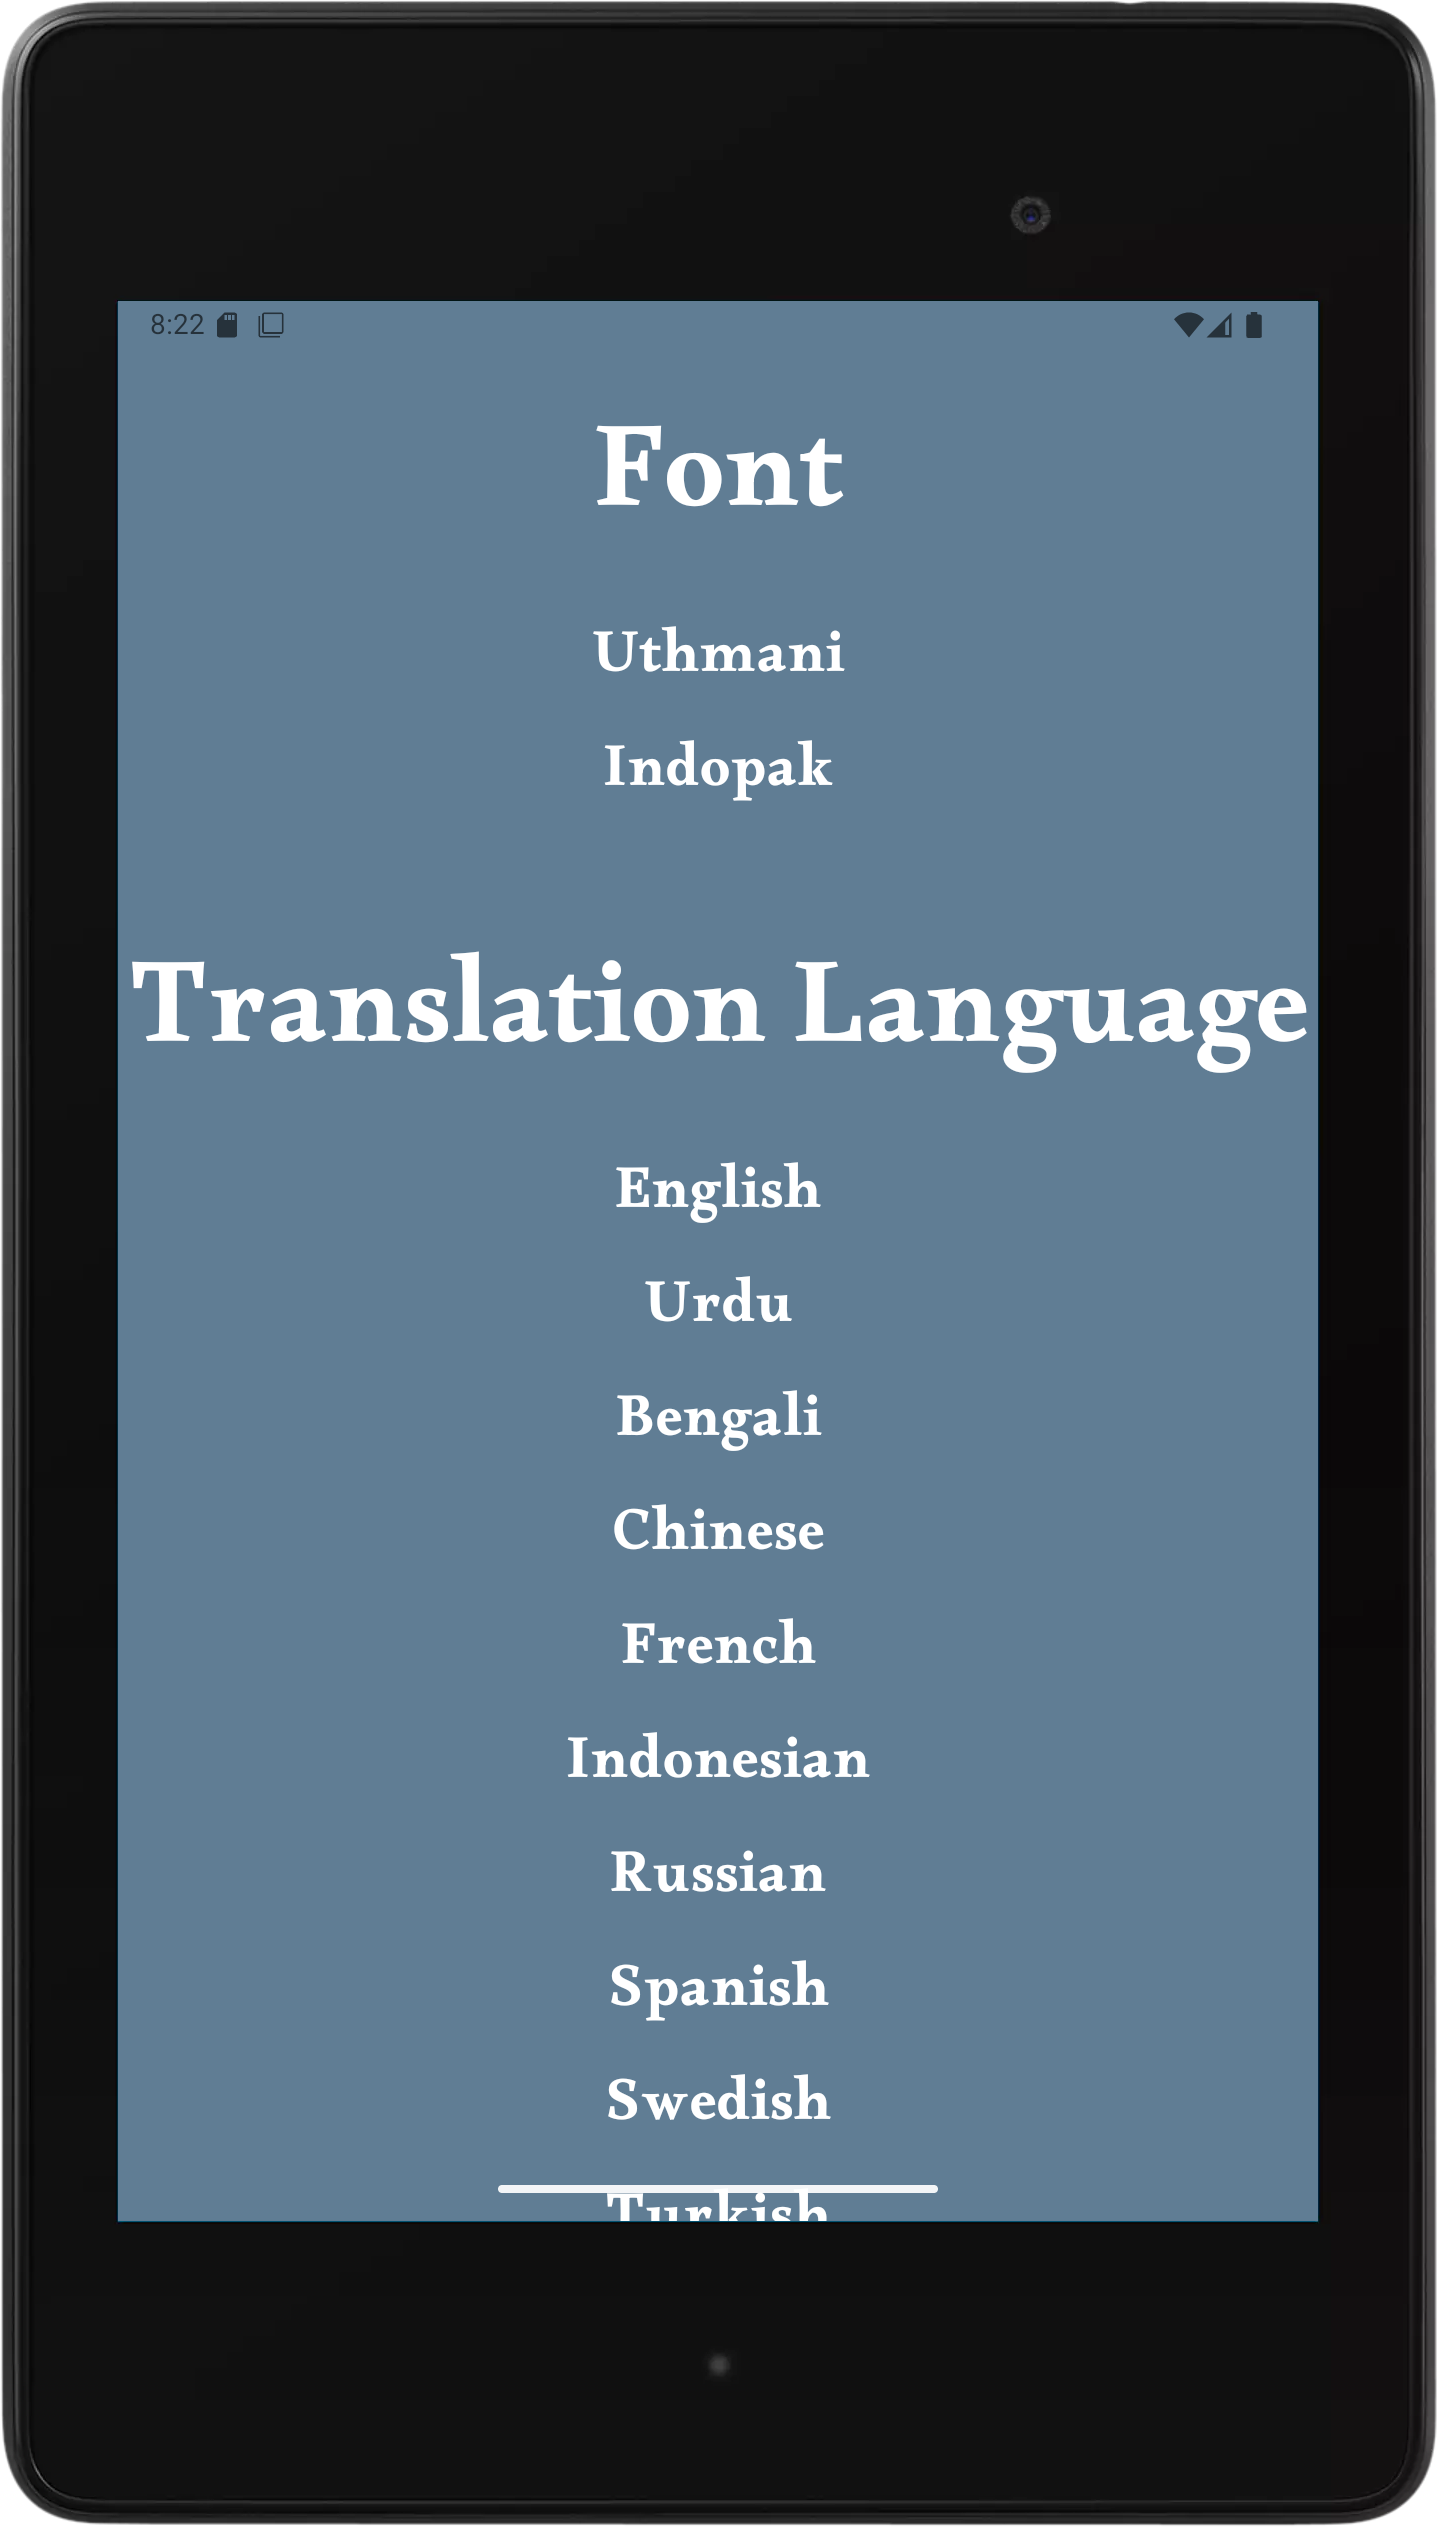 8:22
Font
Uthmani
Indopak
Translation Language
English
Urdu
Bengali
Chinese
French
Indonesian
Russian
Spanish
Swedish
Turkish